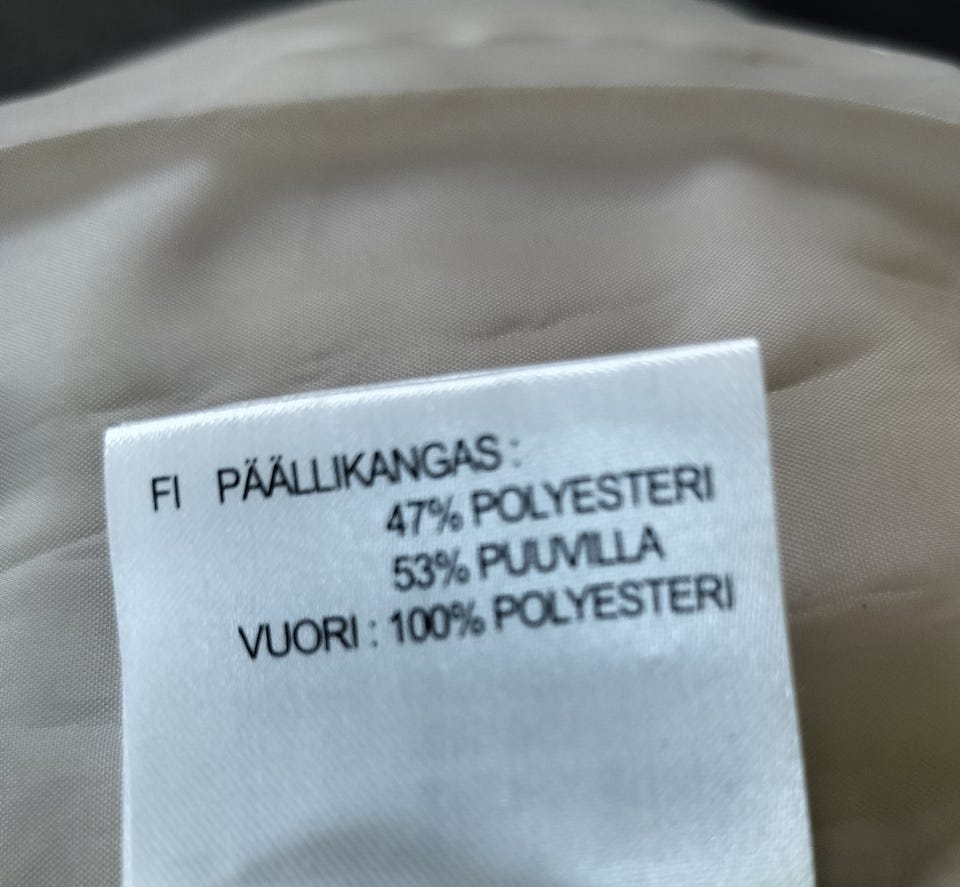 FI PÄÄLLIKANGAS :
47% POLYESTERI
53% PUUVILLA
VUORI : 100% POLYESTERI